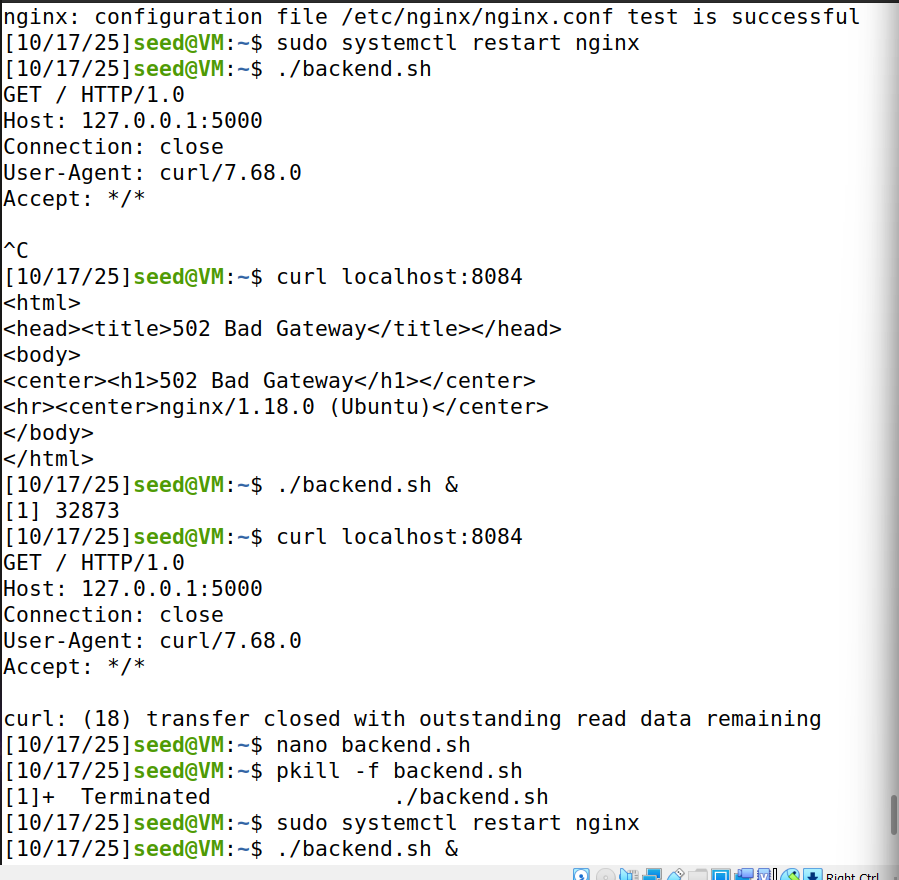 nginx: configuration file /etc/nginx/nginx.conf test is successful
[10/17/25]seed@VM:~$ sudo systemctl restart nginx
[10/17/25]seed@VM:~$ ./backend.sh
GET / HTTP/1.0
Host: 127.0.0.1:5000
Connection: close
User-Agent: curl/7.68.0
Accept: */*
^C
[10/17/25]seed@VM:~$ curl localhost:8084
<html>
<head><title>502 Bad Gateway</title></head>
<body>
<center><h1>502 Bad Gateway</h1></center>
<hr><center>nginx/1.18.0 (Ubuntu)</center>
</body>
</html>
[10/17/25]seed@VM:~$ ./backend.sh &
[1] 32873
[10/17/25]seed@VM:~$ curl localhost:8084
GET / HTTP/1.0
Host: 127.0.0.1:5000
Connection: close
User-Agent: curl/7.68.0
Accept: */*
curl: (18) transfer closed with outstanding read data remaining
[10/17/25]seed@VM:~$ nano backend.sh
[10/17/25]seed@VM:~$ pkill -f backend.sh
[1]+  Terminated              ./backend.sh
[10/17/25]seed@VM:~$ sudo systemctl restart nginx
[10/17/25]seed@VM:~$ ./backend.sh &
Right Ctrl